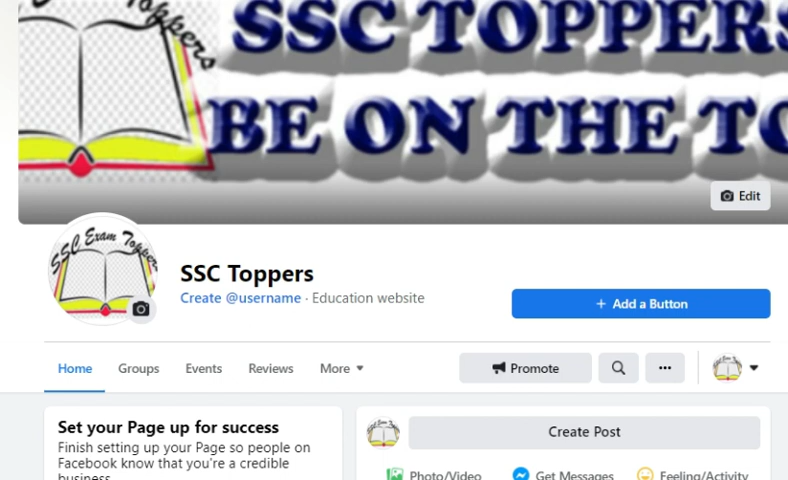 SSC TOPPERS
BE ON THE TO
Toppers
Edit
SSC Exam Toppers
SSC Toppers
Create @username · Education website
+ Add a Button
Home Groups Events Reviews More
Promote
Set your Page up for success
Finish setting up your Page so people on
Facebook know that you're a credible
business.
Create Post
Photo/Video Get Messages Feeling/Activity